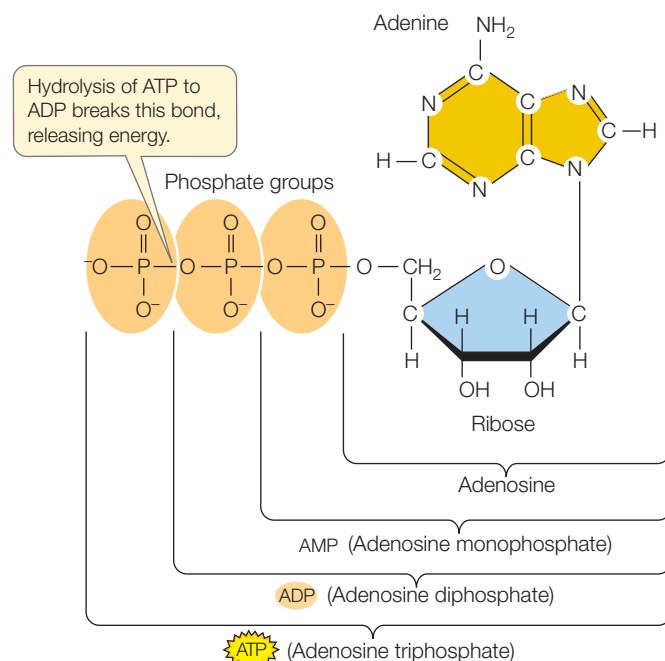 Adenine
NH₂
Hydrolysis of ATP to
ADP breaks this bond,
releasing energy.
C
N C N
C—H
H—C C
N N
Phosphate groups
O O O
⁻O—P—O—P—O—P—O—CH₂ O
O⁻ O⁻ O⁻
C H H C
H H
OH OH
Ribose
Adenosine
AMP (Adenosine monophosphate)
ADP (Adenosine diphosphate)
ATP (Adenosine triphosphate)